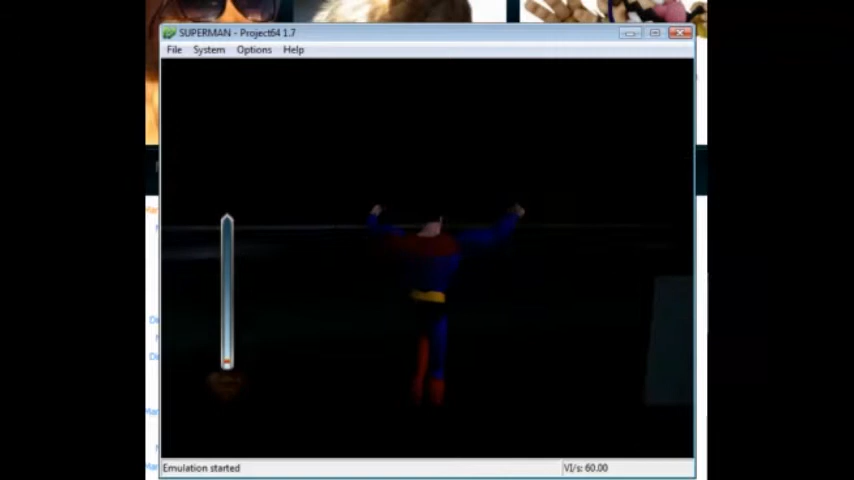 SUPERMAN - Project64 1.7
File System Options Help
Emulation started
VI/s: 60.00